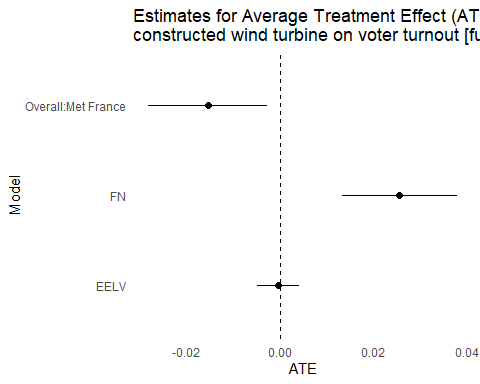 Estimates for Average Treatment Effect (AT
constructed wind turbine on voter turnout [fu
Overall:Met France
FN
EELV
Model
-0.02 0.00 0.02 0.04
ATE